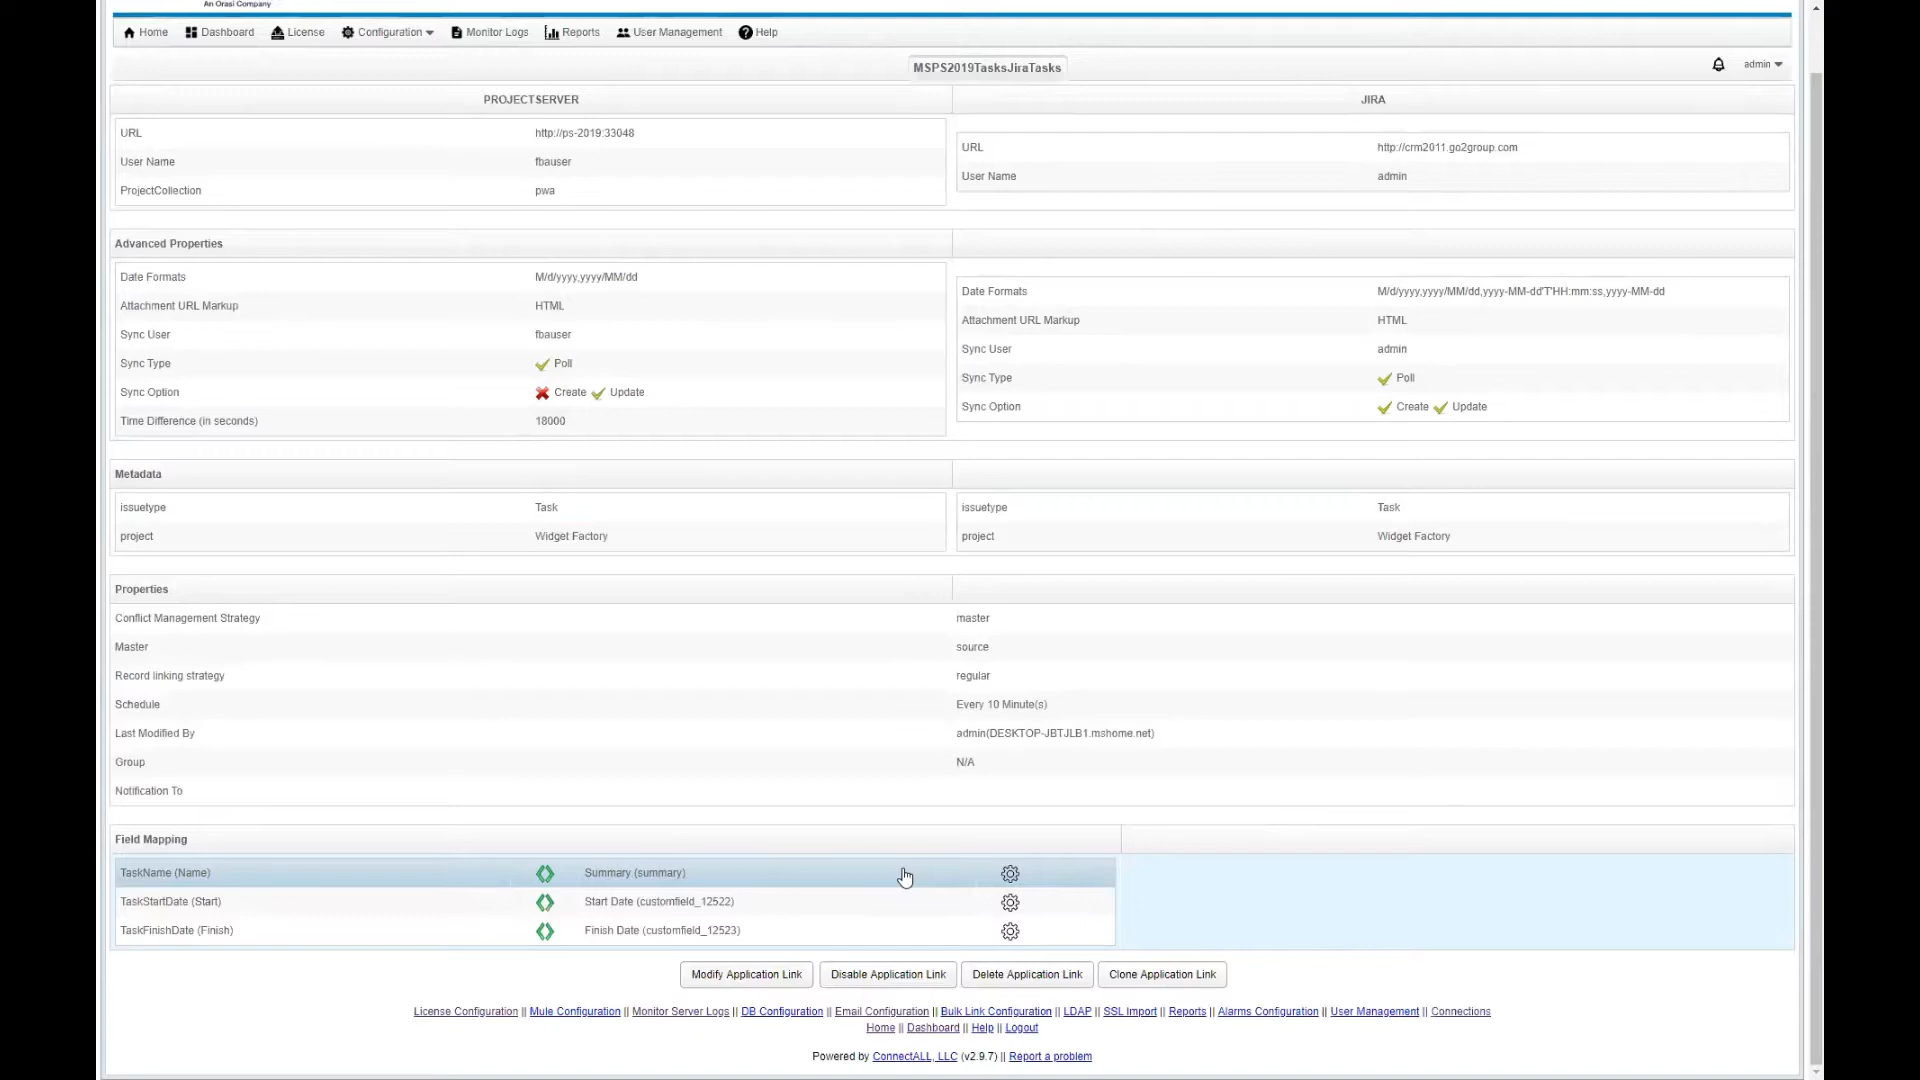 An Orasi Company
Home Dashboard License Configuration Monitor Logs Reports User Management Help
MSPS2019TasksJiraTasks
admin
PROJECTSERVER JIRA
URL http://ps-2019:33048
User Name fbauser
ProjectCollection pwa
URL http://crm2011.go2group.com
User Name admin
Advanced Properties
Date Formats M/d/yyyy,yyyy/MM/dd
Attachment URL Markup HTML
Sync User fbauser
Sync Type Poll
Sync Option Create Update
Time Difference (in seconds) 18000
Date Formats M/d/yyyy,yyyy/MM/dd,yyyy-MM-dd'T'HH:mm:ss,yyyy-MM-dd
Attachment URL Markup HTML
Sync User admin
Sync Type Poll
Sync Option Create Update
Metadata
issuetype Task
project Widget Factory
issuetype Task
project Widget Factory
Properties
Conflict Management Strategy master
Master source
Record linking strategy regular
Schedule Every 10 Minute(s)
Last Modified By admin(DESKTOP-JBTJLB1.mshome.net)
Group N/A
Notification To
Field Mapping
TaskName (Name) Summary (summary)
TaskStartDate (Start) Start Date (customfield_12522)
TaskFinishDate (Finish) Finish Date (customfield_12523)
Modify Application Link Disable Application Link Delete Application Link Clone Application Link
License Configuration || Mule Configuration || Monitor Server Logs || DB Configuration || Email Configuration || Bulk Link Configuration || LDAP || SSL Import || Reports || Alarms Configuration || User Management || Connections
Home || Dashboard || Help || Logout
Powered by ConnectALL, LLC (v2.9.7) || Report a problem